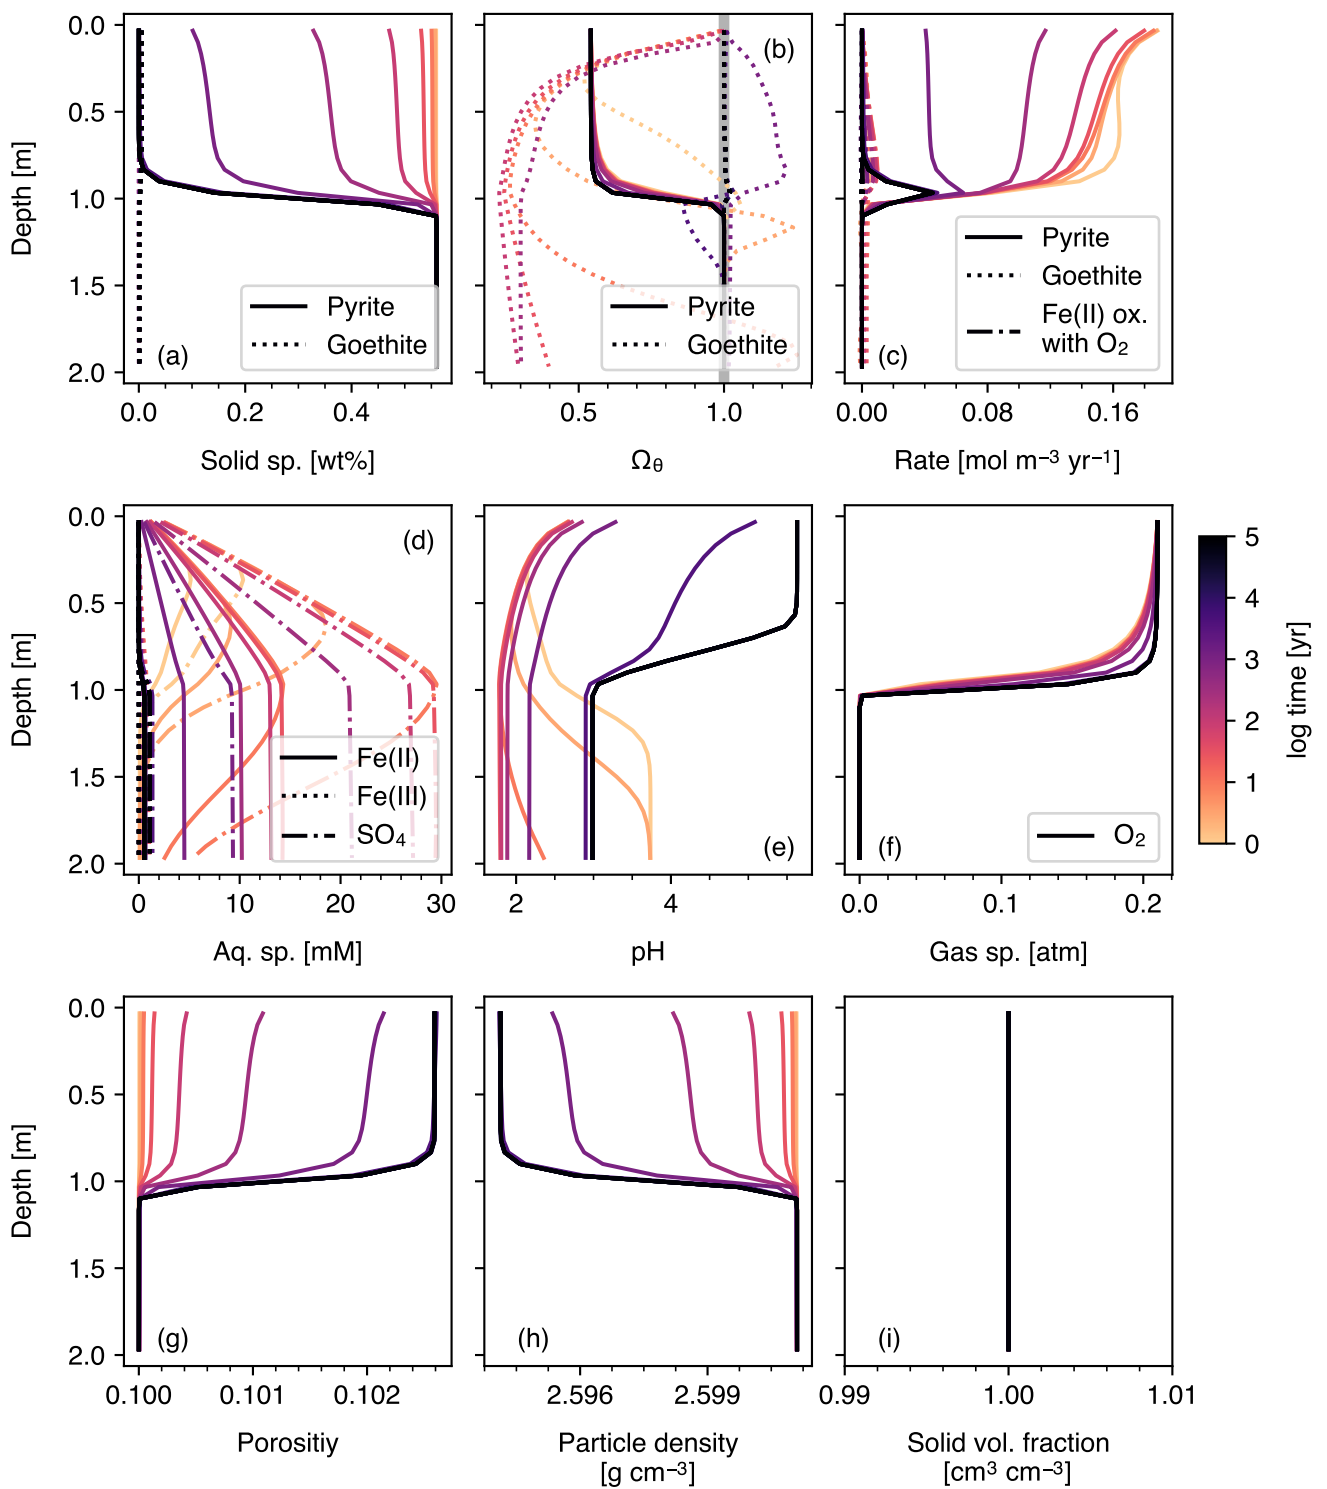 0.0
0.5
1.0
1.5
2.0
Depth [m]
(a)
Pyrite
Goethite
0.0
0.2
0.4
Solid sp. [wt%]
(b)
Pyrite
Goethite
0.5
1.0
Ωθ
(c)
Pyrite
Goethite
Fe(II) ox.
with O₂
0.00
0.08
0.16
Rate [mol m⁻³ yr⁻¹]
0.0
0.5
1.0
1.5
2.0
Depth [m]
(d)
Fe(II)
Fe(III)
SO₄
0
10
20
30
Aq. sp. [mM]
(e)
2
4
pH
(f)
O₂
0.0
0.1
0.2
Gas sp. [atm]
5
4
3
2
1
0
log time [yr]
0.0
0.5
1.0
1.5
2.0
Depth [m]
(g)
0.100
0.101
0.102
Porositiy
(h)
2.596
2.599
Particle density
[g cm⁻³]
(i)
0.99
1.00
1.01
Solid vol. fraction
[cm³ cm⁻³]